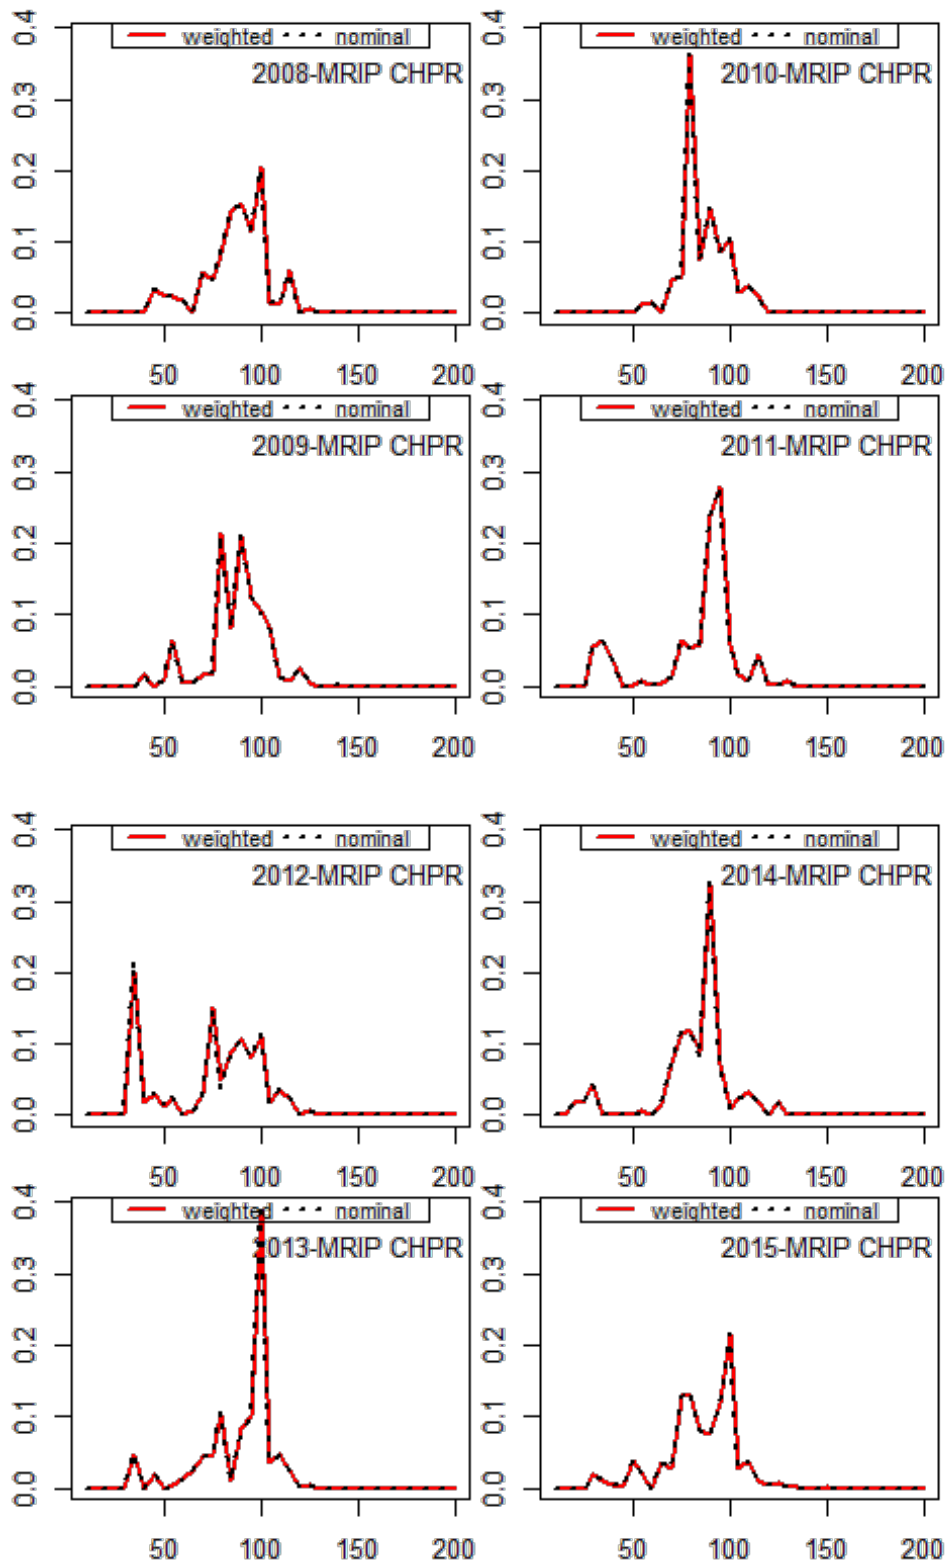 0.4
0.3
0.2
0.1
0.0
weighted nominal
2008-MRIP CHPR
50 100 150 200
0.4
0.3
0.2
0.1
0.0
weighted nominal
2010-MRIP CHPR
50 100 150 200
0.4
0.3
0.2
0.1
0.0
weighted nominal
2009-MRIP CHPR
50 100 150 200
0.4
0.3
0.2
0.1
0.0
weighted nominal
2011-MRIP CHPR
50 100 150 200
0.4
0.3
0.2
0.1
0.0
weighted nominal
2012-MRIP CHPR
50 100 150 200
0.4
0.3
0.2
0.1
0.0
weighted nominal
2014-MRIP CHPR
50 100 150 200
0.4
0.3
0.2
0.1
0.0
weighted nominal
2013-MRIP CHPR
50 100 150 200
0.4
0.3
0.2
0.1
0.0
weighted nominal
2015-MRIP CHPR
50 100 150 200